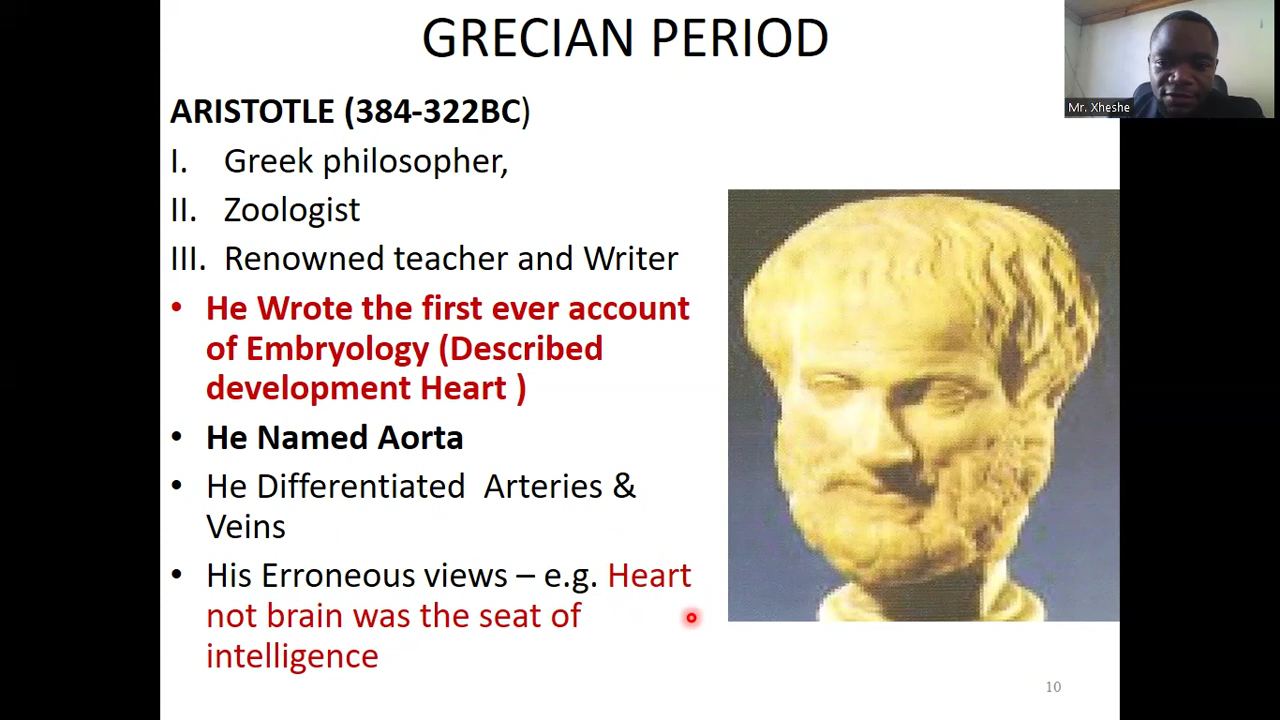 GRECIAN PERIOD
Mr. Xheshe
ARISTOTLE (384-322BC)
I. Greek philosopher,
II. Zoologist
III. Renowned teacher and Writer
• He Wrote the first ever account
of Embryology (Described
development Heart )
• He Named Aorta
• He Differentiated Arteries &
Veins
• His Erroneous views – e.g. Heart
not brain was the seat of
intelligence
10